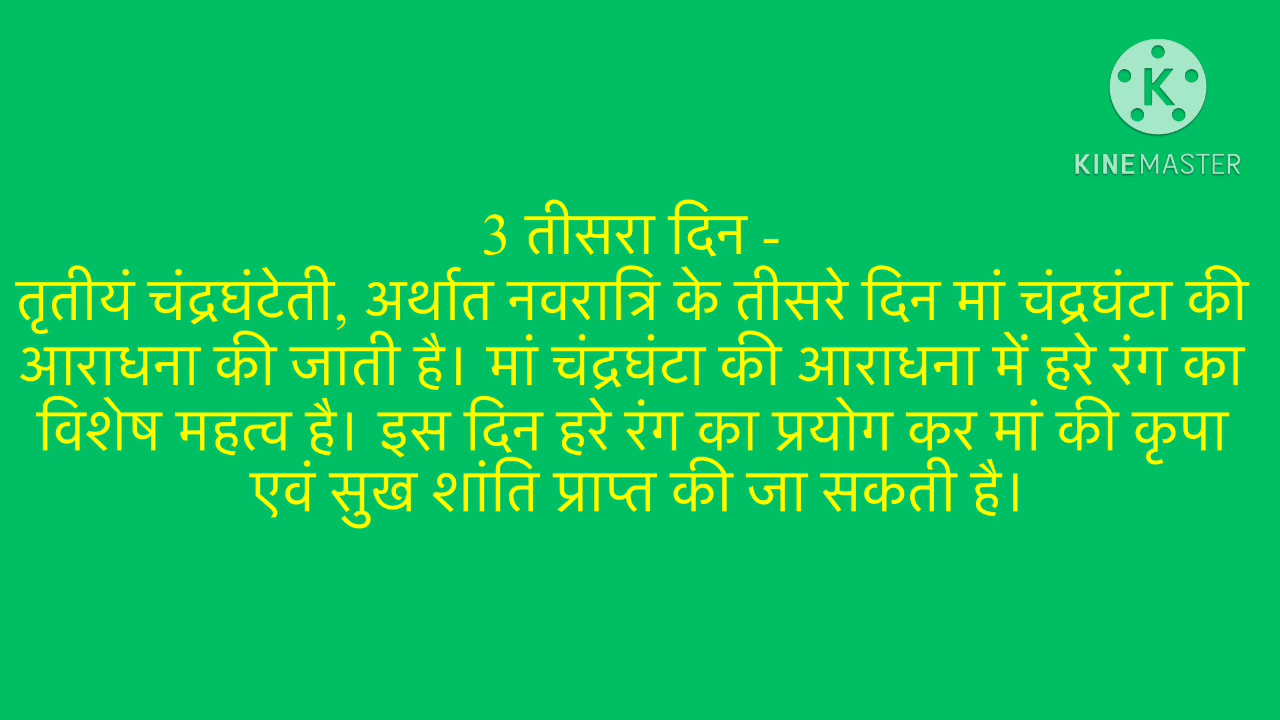 K
KINEMASTER
3 तीसरा दिन -
तृतीयं चंद्रघंटेती, अर्थात नवरात्रि के तीसरे दिन मां चंद्रघंटा की
आराधना की जाती है। मां चंद्रघंटा की आराधना में हरे रंग का
विशेष महत्व है। इस दिन हरे रंग का प्रयोग कर मां की कृपा
एवं सुख शांति प्राप्त की जा सकती है।